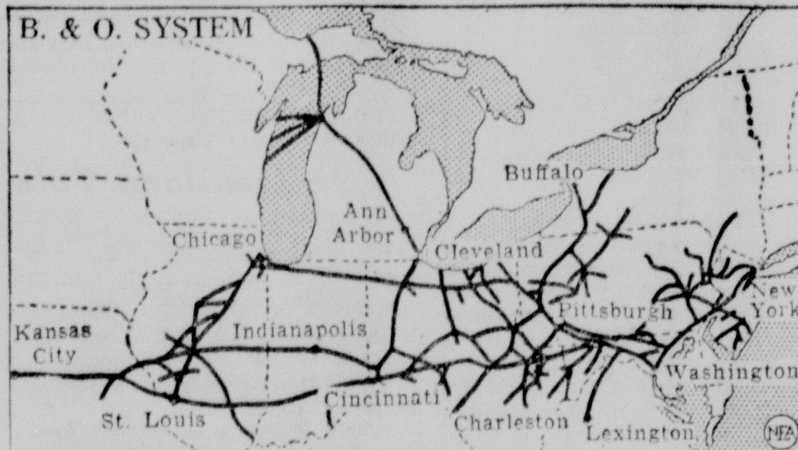 B. & O. SYSTEM
Buffalo
Ann
Arbor
Chicago
Cleveland
Pittsburgh
New
York
Kansas
City
Indianapolis
Washington
Cincinnati
St. Louis
Charleston
Lexington
NEA